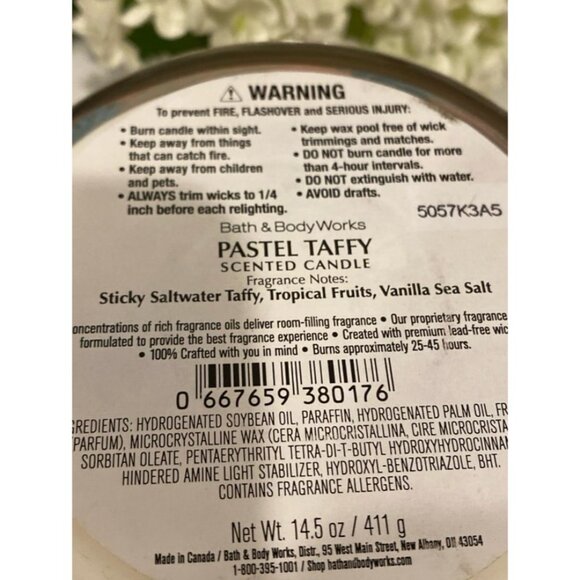 ⚠ WARNING
To prevent FIRE, FLASHOVER and SERIOUS INJURY:
• Burn candle within sight.
• Keep away from things
that can catch fire.
• Keep away from children
and pets.
• ALWAYS trim wicks to 1/4
inch before each relighting.
• Keep wax pool free of wick
trimmings and matches.
• DO NOT burn candle for more
than 4-hour intervals.
• DO NOT extinguish with water.
• AVOID drafts.
5057K3A5
Bath & Body Works
PASTEL TAFFY
SCENTED CANDLE
Fragrance Notes:
Sticky Saltwater Taffy, Tropical Fruits, Vanilla Sea Salt
oncentrations of rich fragrance oils deliver room-filling fragrance • Our proprietary fragrance
formulated to provide the best fragrance experience • Created with premium lead-free wic
• 100% Crafted with you in mind • Burns approximately 25-45 hours.
0 667659 380176
GREDIENTS: HYDROGENATED SOYBEAN OIL, PARAFFIN, HYDROGENATED PALM OIL, FR
PARFUM), MICROCRYSTALLINE WAX (CERA MICROCRISTALLINA, CIRE MICROCRISTA
SORBITAN OLEATE, PENTAERYTHRITYL TETRA-DI-T-BUTYL HYDROXYHYDROCINNAM
HINDERED AMINE LIGHT STABILIZER, HYDROXYL-BENZOTRIAZOLE, BHT.
CONTAINS FRAGRANCE ALLERGENS.
Net Wt. 14.5 oz / 411 g
Made in Canada / Bath & Body Works, Distr., 95 West Main Street, New Albany, OH 43054
1-800-395-1001 / Shop bathandbodyworks.com